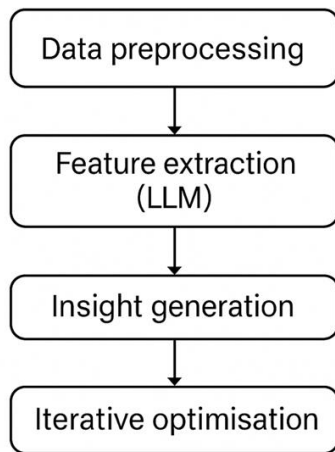 Data preprocessing
Feature extraction
(LLM)
Insight generation
Iterative optimisation